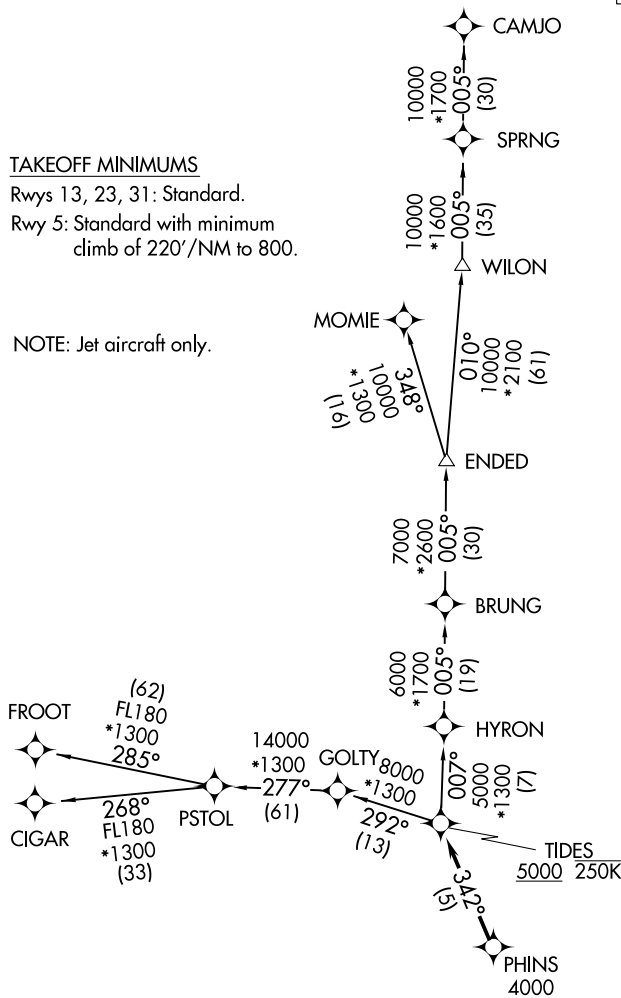 CAMJO
10000
*1700
005°
(30)
SPRNG
TAKEOFF MINIMUMS
Rwys 13, 23, 31: Standard.
Rwy 5: Standard with minimum
climb of 220'/NM to 800.
10000
*1600
005°
(35)
WILON
MOMIE
NOTE: Jet aircraft only.
348°
10000
*1300
(16)
010°
10000
*2100
(61)
ENDED
7000
*2600
005°
(30)
BRUNG
6000
*1700
005°
(19)
HYRON
(62)
FL180
*1300
285°
FROOT
14000
*1300
277°
(61)
GOLTY
8000
*1300
292°
(13)
007°
5000
*1300
(7)
CIGAR
268°
FL180
*1300
(33)
PSTOL
TIDES
5000 250K
342°
(5)
PHINS
4000